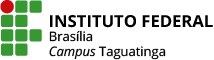 INSTITUTO FEDERAL
Brasília
Campus Taguatinga